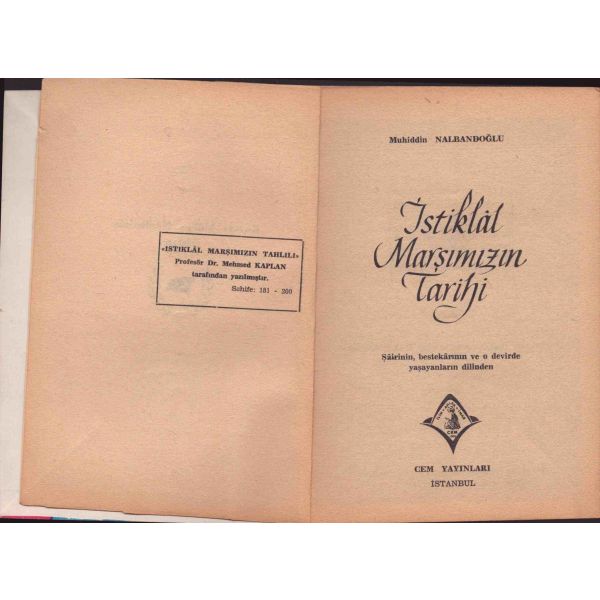 «İSTİKLÂL MARŞIMIZIN TAHLİLİ»
Profesör Dr. Mehmed KAPLAN
tarafından yazılmıştır.
Sehife: 181 - 200
Muhiddin NALBANDOĞLU
İstiklâl
Marşımızın
Tarihi
Şâirinin, bestekârının ve o devirde
yaşayanların dilinden
CEM
CEM YAYINLARI
İSTANBUL